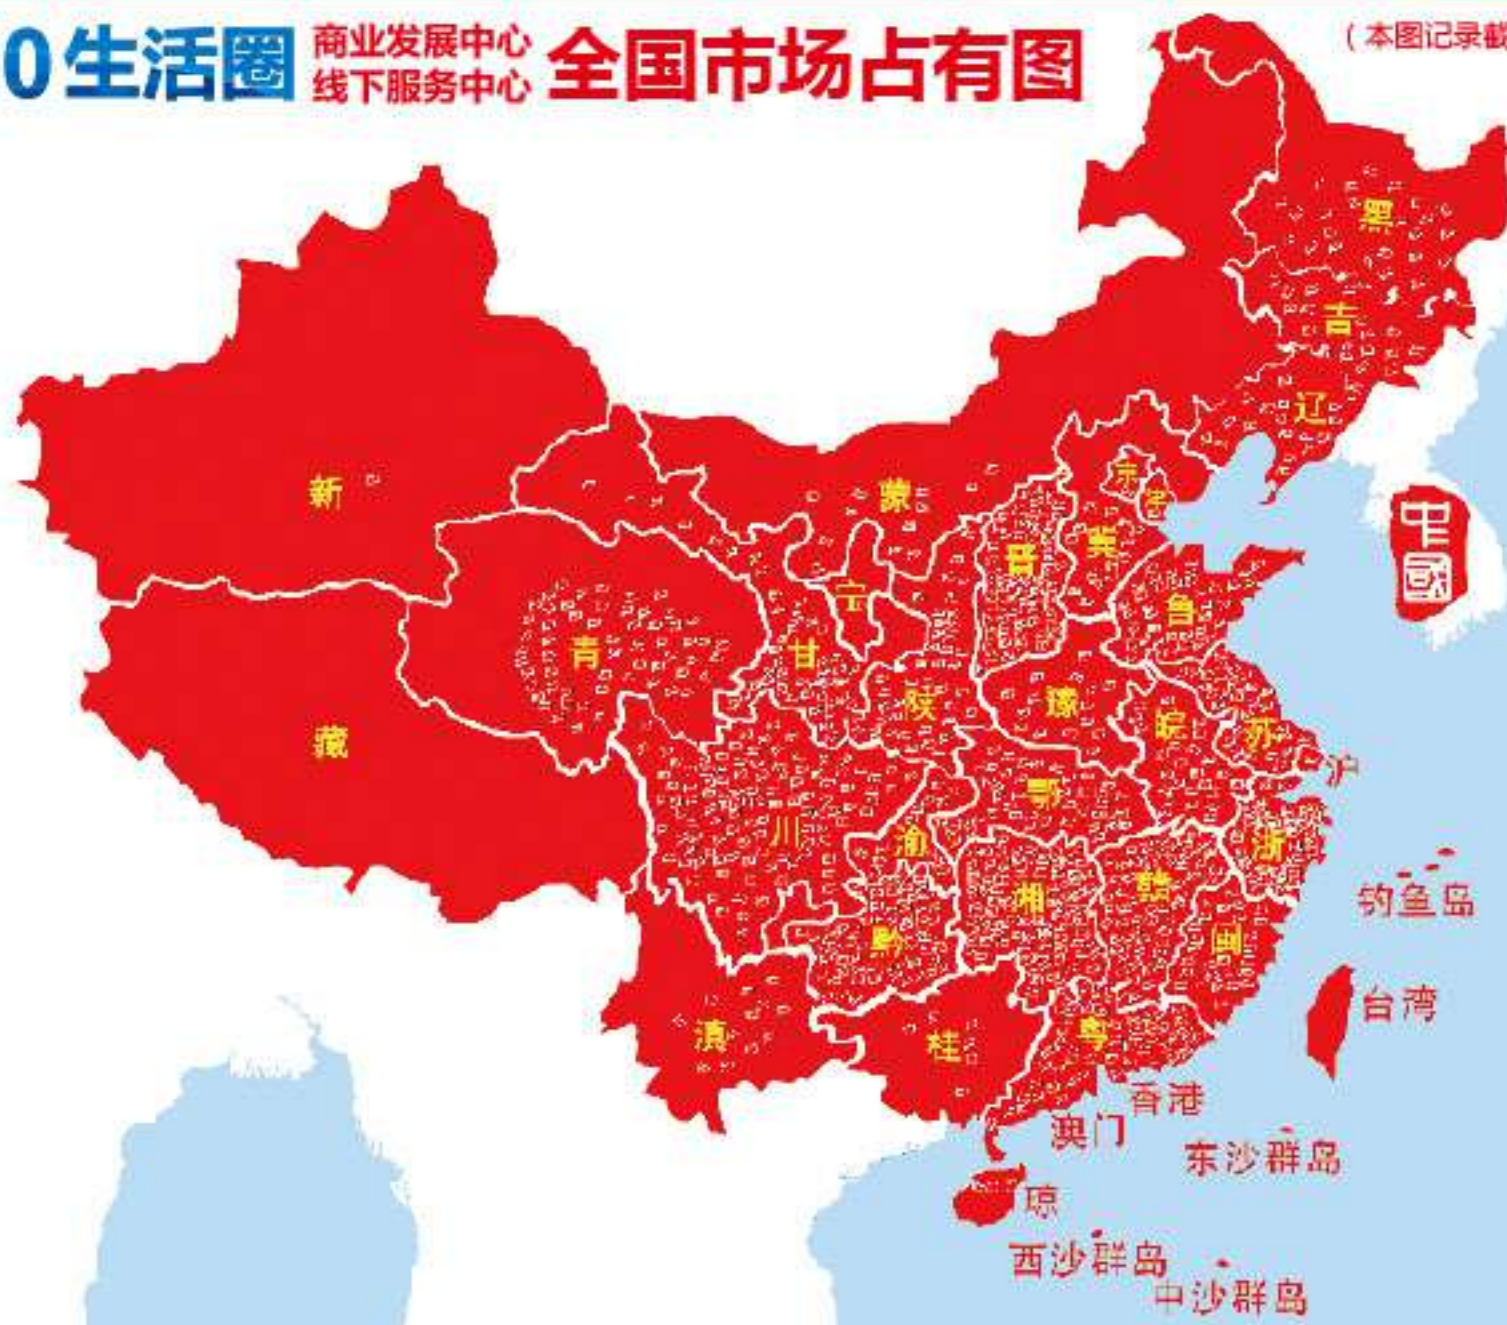 0生活圈
商业发展中心
线下服务中心
全国市场占有图
(本图记录截
黑
吉
辽
新
蒙
京
中國
冀
晋
宁
鲁
青
甘
陕
豫
皖
苏
沪
藏
鄂
川
渝
浙
湘
赣
黔
闽
钓鱼岛
台湾
滇
桂
粤
香港
澳门
东沙群岛
琼
西沙群岛
中沙群岛